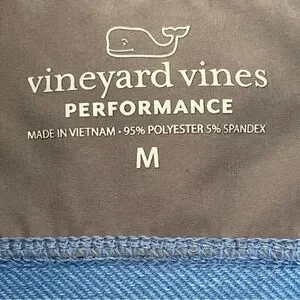 vineyard vines
PERFORMANCE
MADE IN VIETNAM • 95% POLYESTER 5% SPANDEX
M